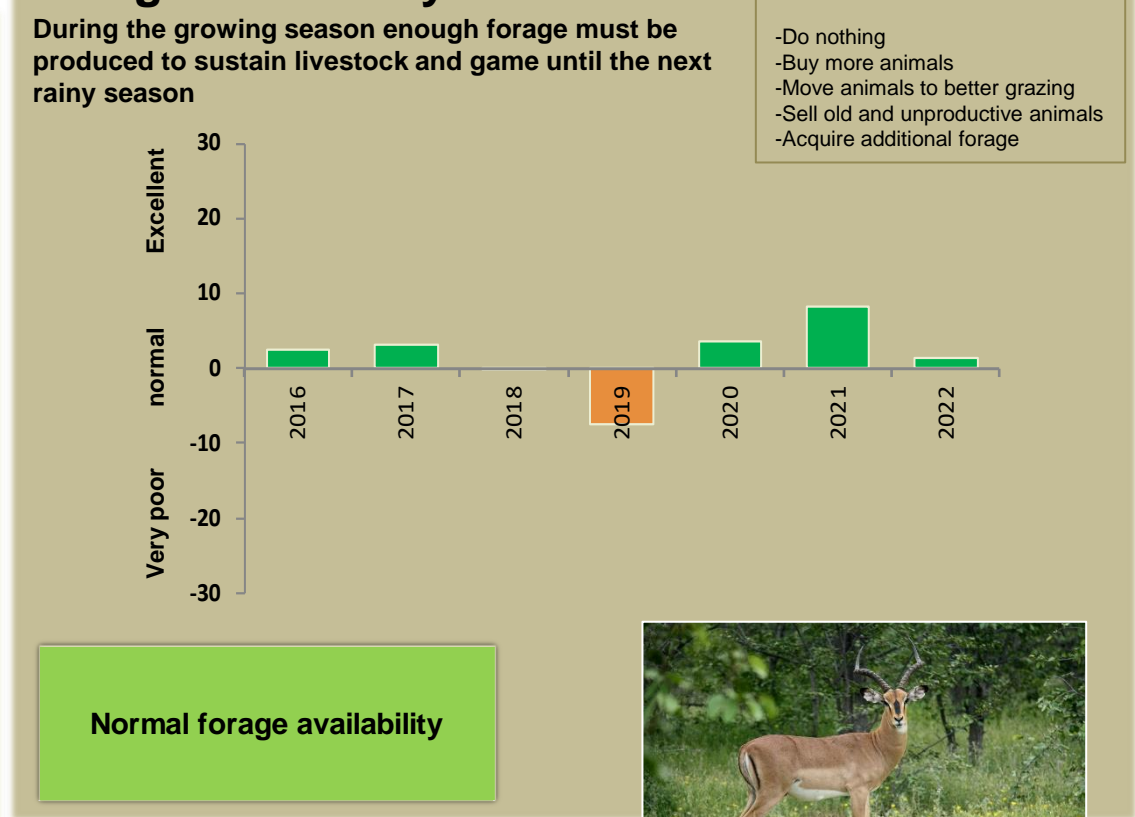 During the growing season enough forage must be
produced to sustain livestock and game until the next
rainy season
-Do nothing
-Buy more animals
-Move animals to better grazing
-Sell old and unproductive animals
-Acquire additional forage
Excellent
normal
Very poor
30
20
10
0
-10
-20
-30
2016
2017
2018
2019
2020
2021
2022
Normal forage availability